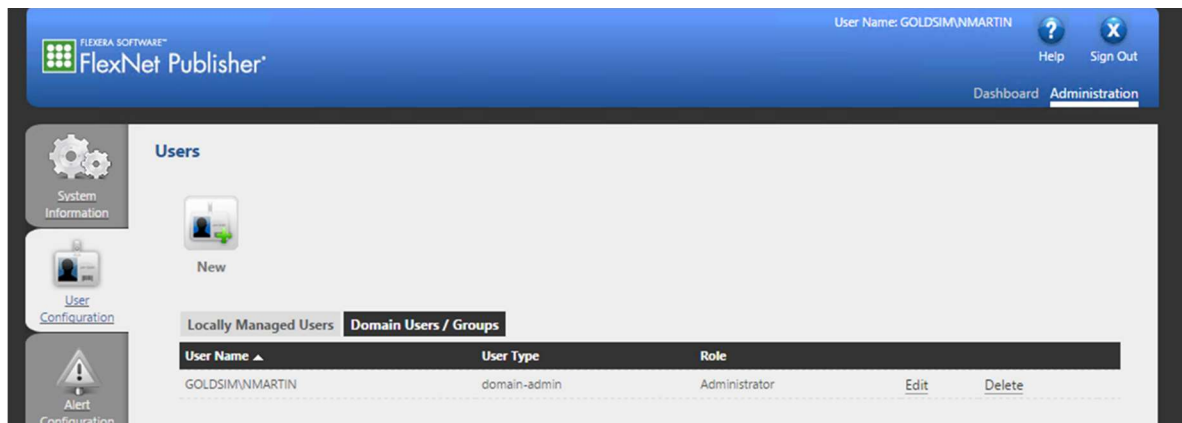 User Name: GOLDSIM\NMARTIN
FLEXERA SOFTWARE™
FlexNet Publisher®
Help
Sign Out
Dashboard Administration
System
Information
Users
New
User
Configuration
Locally Managed Users Domain Users / Groups
User Name ▲ User Type Role
GOLDSIM\NMARTIN domain-admin Administrator Edit Delete
Alert
Configuration